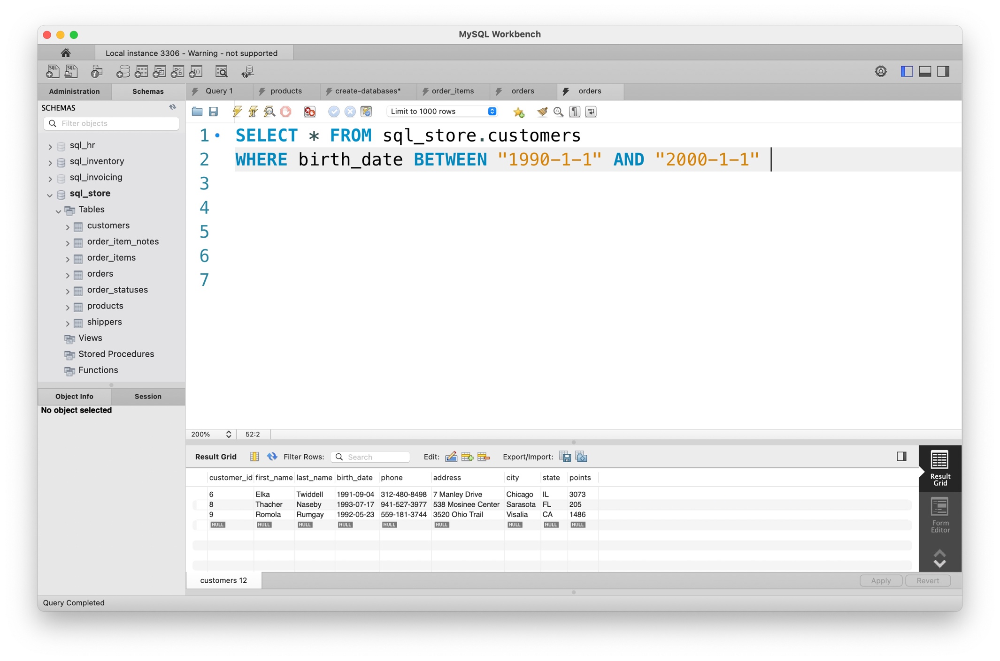 MySQL Workbench
Local instance 3306 - Warning - not supported
SQL SQL
Administration Schemas
Query 1 products create-databases* order_items orders orders
SCHEMAS
Filter objects
Limit to 1000 rows
sql_hr
sql_inventory
sql_invoicing
sql_store
Tables
customers
order_item_notes
order_items
orders
order_statuses
products
shippers
Views
Stored Procedures
Functions
1 SELECT * FROM sql_store.customers
2 WHERE birth_date BETWEEN "1990-1-1" AND "2000-1-1"
3
4
5
6
7
Object Info Session
No object selected
200% 52:2
Result Grid Filter Rows: Search Edit: Export/Import:
customer_id first_name last_name birth_date phone address city state points
6 Elka Twiddell 1991-09-04 312-480-8498 7 Manley Drive Chicago IL 3073
8 Thacher Naseby 1993-07-17 941-527-3977 538 Mosinee Center Sarasota FL 205
9 Romola Rumgay 1992-05-23 559-181-3744 3520 Ohio Trail Visalia CA 1486
NULL NULL NULL NULL NULL NULL NULL NULL NULL
Result
Grid
Form
Editor
customers 12
Apply Revert
Query Completed